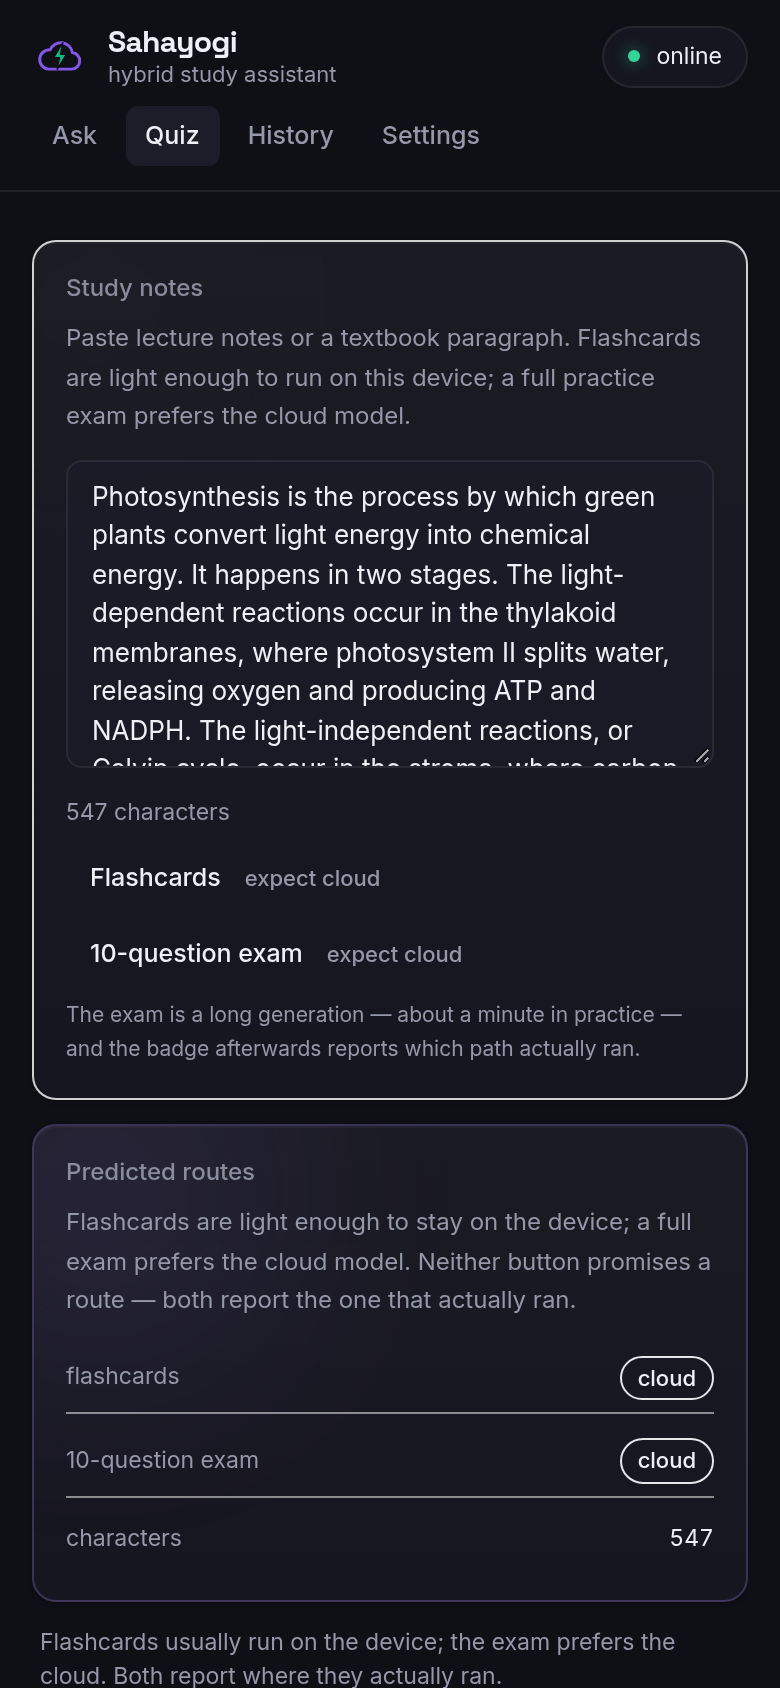 Sahayogi
hybrid study assistant
online
Ask Quiz History Settings
Study notes
Paste lecture notes or a textbook paragraph. Flashcards
are light enough to run on this device; a full practice
exam prefers the cloud model.
Photosynthesis is the process by which green
plants convert light energy into chemical
energy. It happens in two stages. The light-
dependent reactions occur in the thylakoid
membranes, where photosystem II splits water,
releasing oxygen and producing ATP and
NADPH. The light-independent reactions, or
Calvin cycle, occur in the stroma, where carbon
547 characters
Flashcards expect cloud
10-question exam expect cloud
The exam is a long generation — about a minute in practice —
and the badge afterwards reports which path actually ran.
Predicted routes
Flashcards are light enough to stay on the device; a full
exam prefers the cloud model. Neither button promises a
route — both report the one that actually ran.
flashcards cloud
10-question exam cloud
characters 547
Flashcards usually run on the device; the exam prefers the
cloud. Both report where they actually ran.